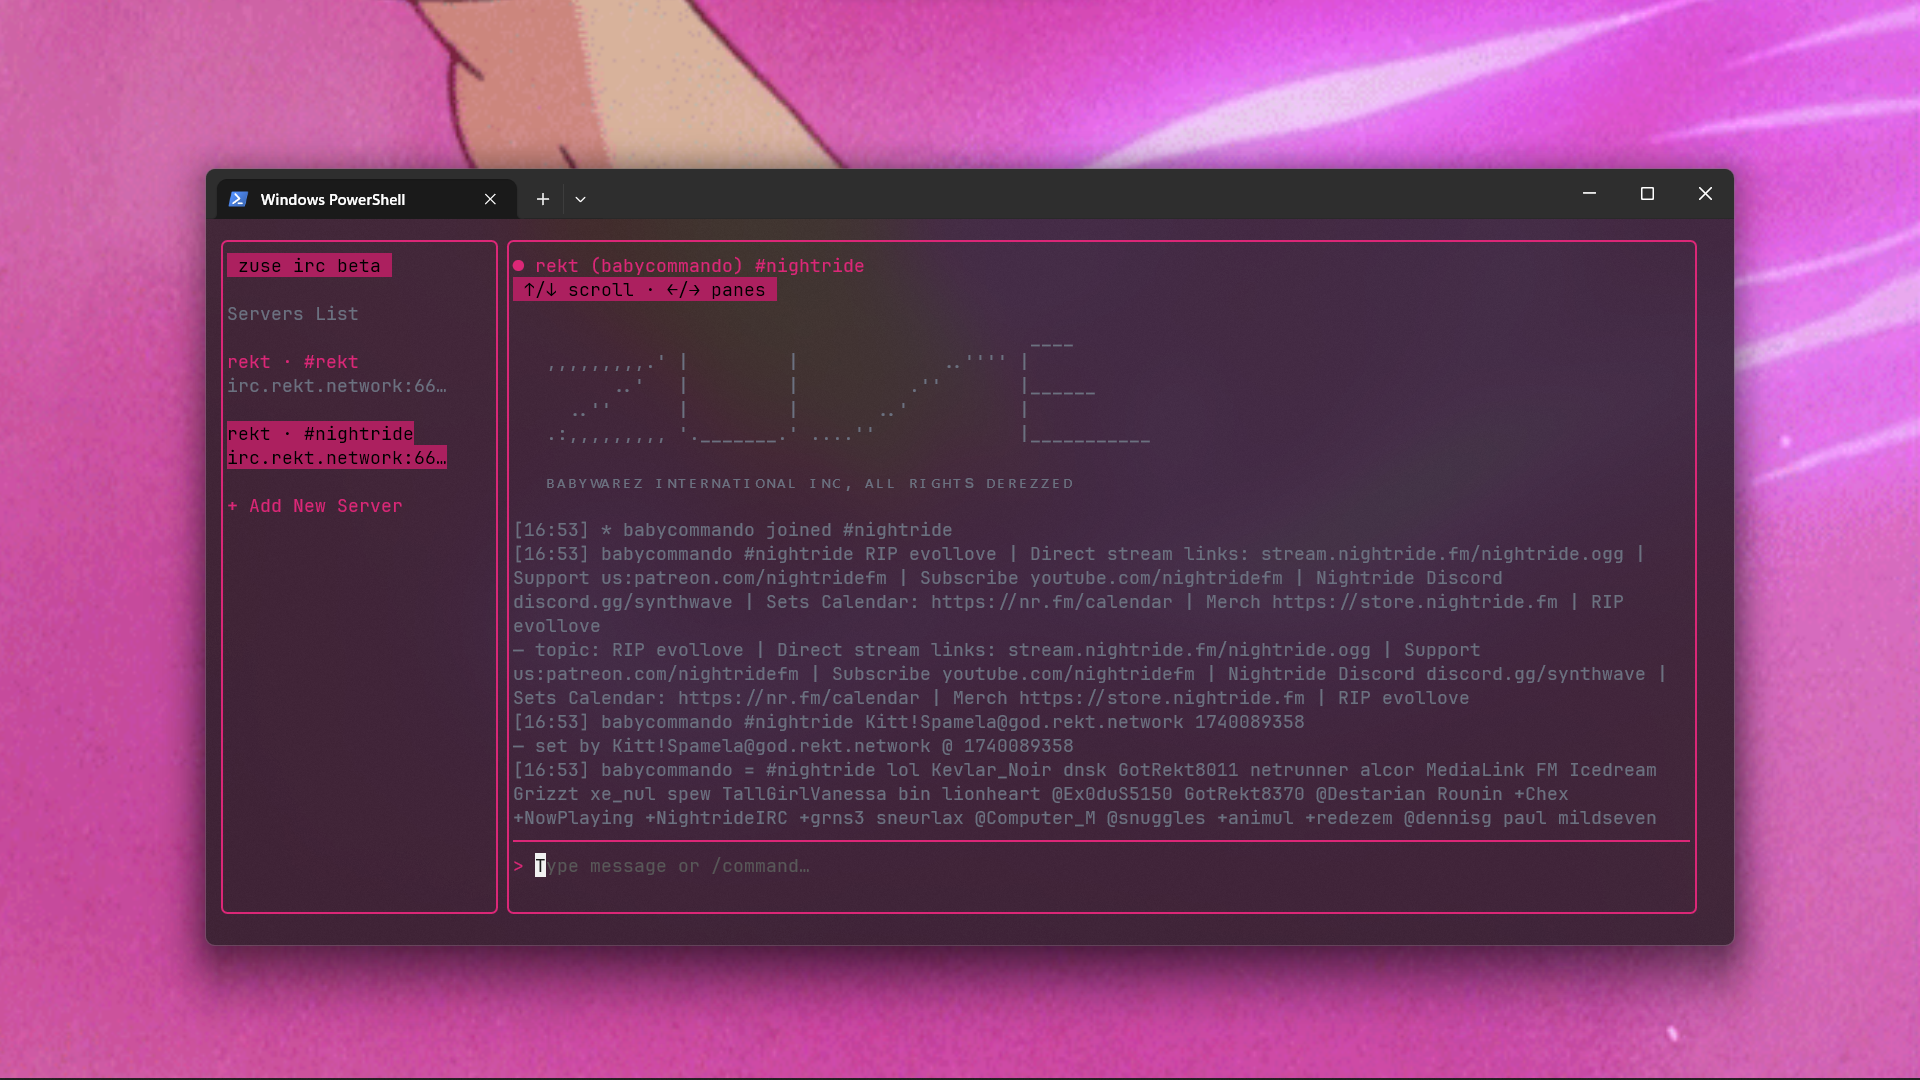 Windows PowerShell
zuse irc beta
Servers List
rekt · #rekt
irc.rekt.network:66…
rekt · #nightride
irc.rekt.network:66…
+ Add New Server
● rekt (babycommando) #nightride
↑/↓ scroll · ←/→ panes
ZUSE
BABYWAREZ INTERNATIONAL INC, ALL RIGHTS DEREZZED
[16:53] * babycommando joined #nightride
[16:53] babycommando #nightride RIP evollove | Direct stream links: stream.nightride.fm/nightride.ogg |
Support us:patreon.com/nightridefm | Subscribe youtube.com/nightridefm | Nightride Discord
discord.gg/synthwave | Sets Calendar: https://nr.fm/calendar | Merch https://store.nightride.fm | RIP
evollove
— topic: RIP evollove | Direct stream links: stream.nightride.fm/nightride.ogg | Support
us:patreon.com/nightridefm | Subscribe youtube.com/nightridefm | Nightride Discord discord.gg/synthwave |
Sets Calendar: https://nr.fm/calendar | Merch https://store.nightride.fm | RIP evollove
[16:53] babycommando #nightride Kitt!Spamela@god.rekt.network 1740089358
— set by Kitt!Spamela@god.rekt.network @ 1740089358
[16:53] babycommando = #nightride lol Kevlar_Noir dnsk GotRekt8011 netrunner alcor MediaLink FM Icedream
Grizzt xe_nul spew TallGirlVanessa bin lionheart @Ex0duS5150 GotRekt8370 @Destarian Rounin +Chex
+NowPlaying +NightrideIRC +grns3 sneurlax @Computer_M @snuggles +animul +redezem @dennisg paul mildseven
> Type message or /command…